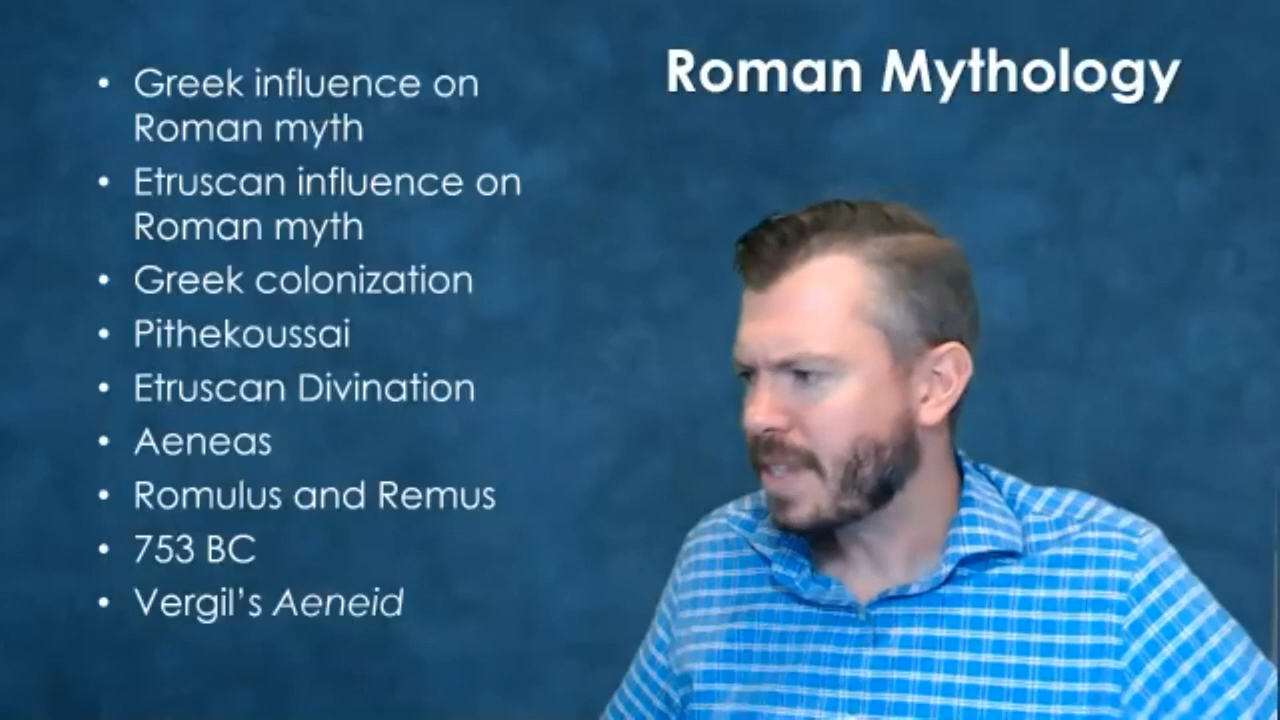 Roman Mythology
• Greek influence on
Roman myth
• Etruscan influence on
Roman myth
• Greek colonization
• Pithekoussai
• Etruscan Divination
• Aeneas
• Romulus and Remus
• 753 BC
• Vergil's Aeneid